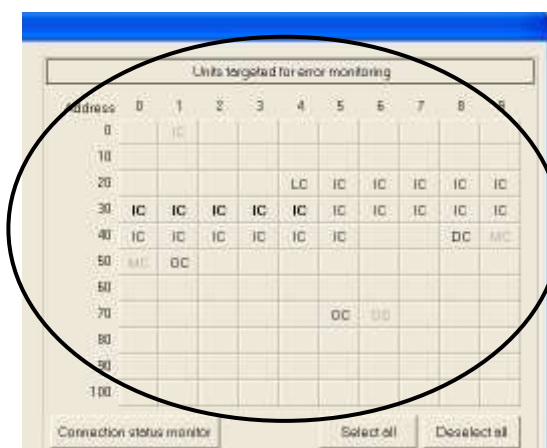 Units targeted for error monitoring
Address 0 1 2 3 4 5 6 7 8 9
0 IC
10
20 LC IC IC IC IC IC
30 IC IC IC IC IC IC IC IC IC IC
40 IC IC IC IC IC IC DC MC
50 MC OC
60
70 OC
80
90
100
Connection status monitor Select all Deselect all